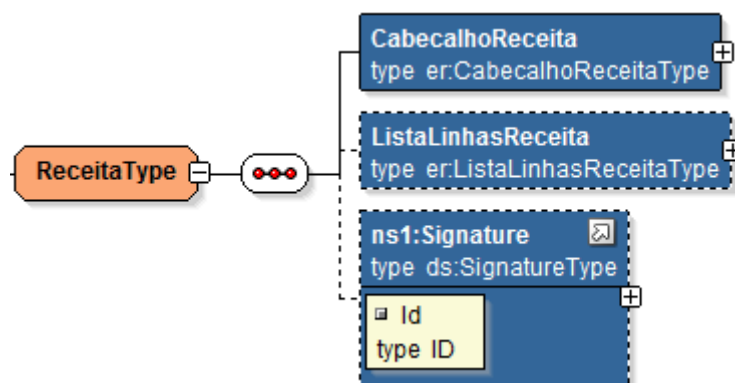 CabecalhoReceita
type er:CabecalhoReceitaType
ListaLinhasReceita
type er:ListaLinhasReceitaType
ReceitaType
ns1:Signature
type ds:SignatureType
Id
type ID